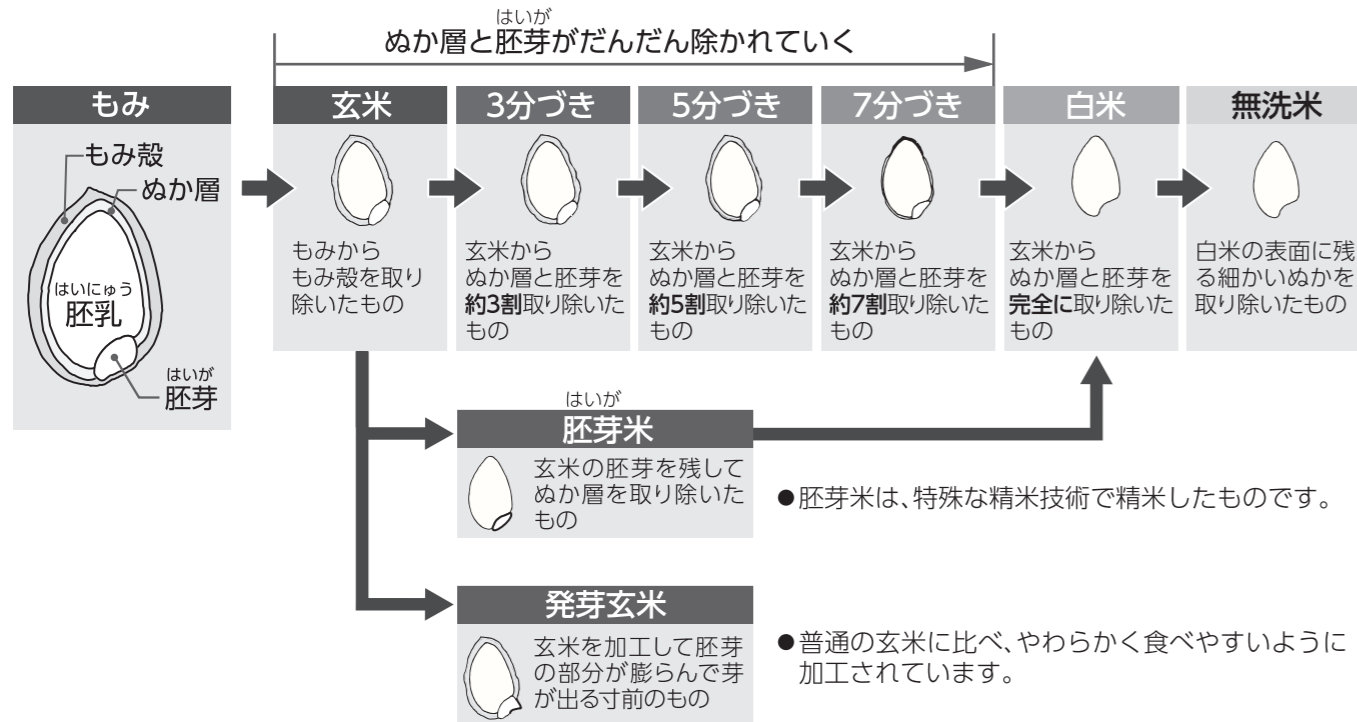 はいが
ぬか層と胚芽がだんだん除かれていく
もみ
もみ殻
ぬか層
はいにゅう
胚乳
はいが
胚芽
玄米
もみから
もみ殻を取り
除いたもの
3分づき
玄米から
ぬか層と胚芽を
約3割取り除いた
もの
5分づき
玄米から
ぬか層と胚芽を
約5割取り除いた
もの
7分づき
玄米から
ぬか層と胚芽を
約7割取り除いた
もの
白米
玄米から
ぬか層と胚芽を
完全に取り除いた
もの
無洗米
白米の表面に残
る細かいぬかを
取り除いたもの
はいが
胚芽米
玄米の胚芽を残して
ぬか層を取り除いた
もの
●胚芽米は、特殊な精米技術で精米したものです。
発芽玄米
玄米を加工して胚芽
の部分が膨らんで芽
が出る寸前のもの
●普通の玄米に比べ、やわらかく食べやすいように
加工されています。